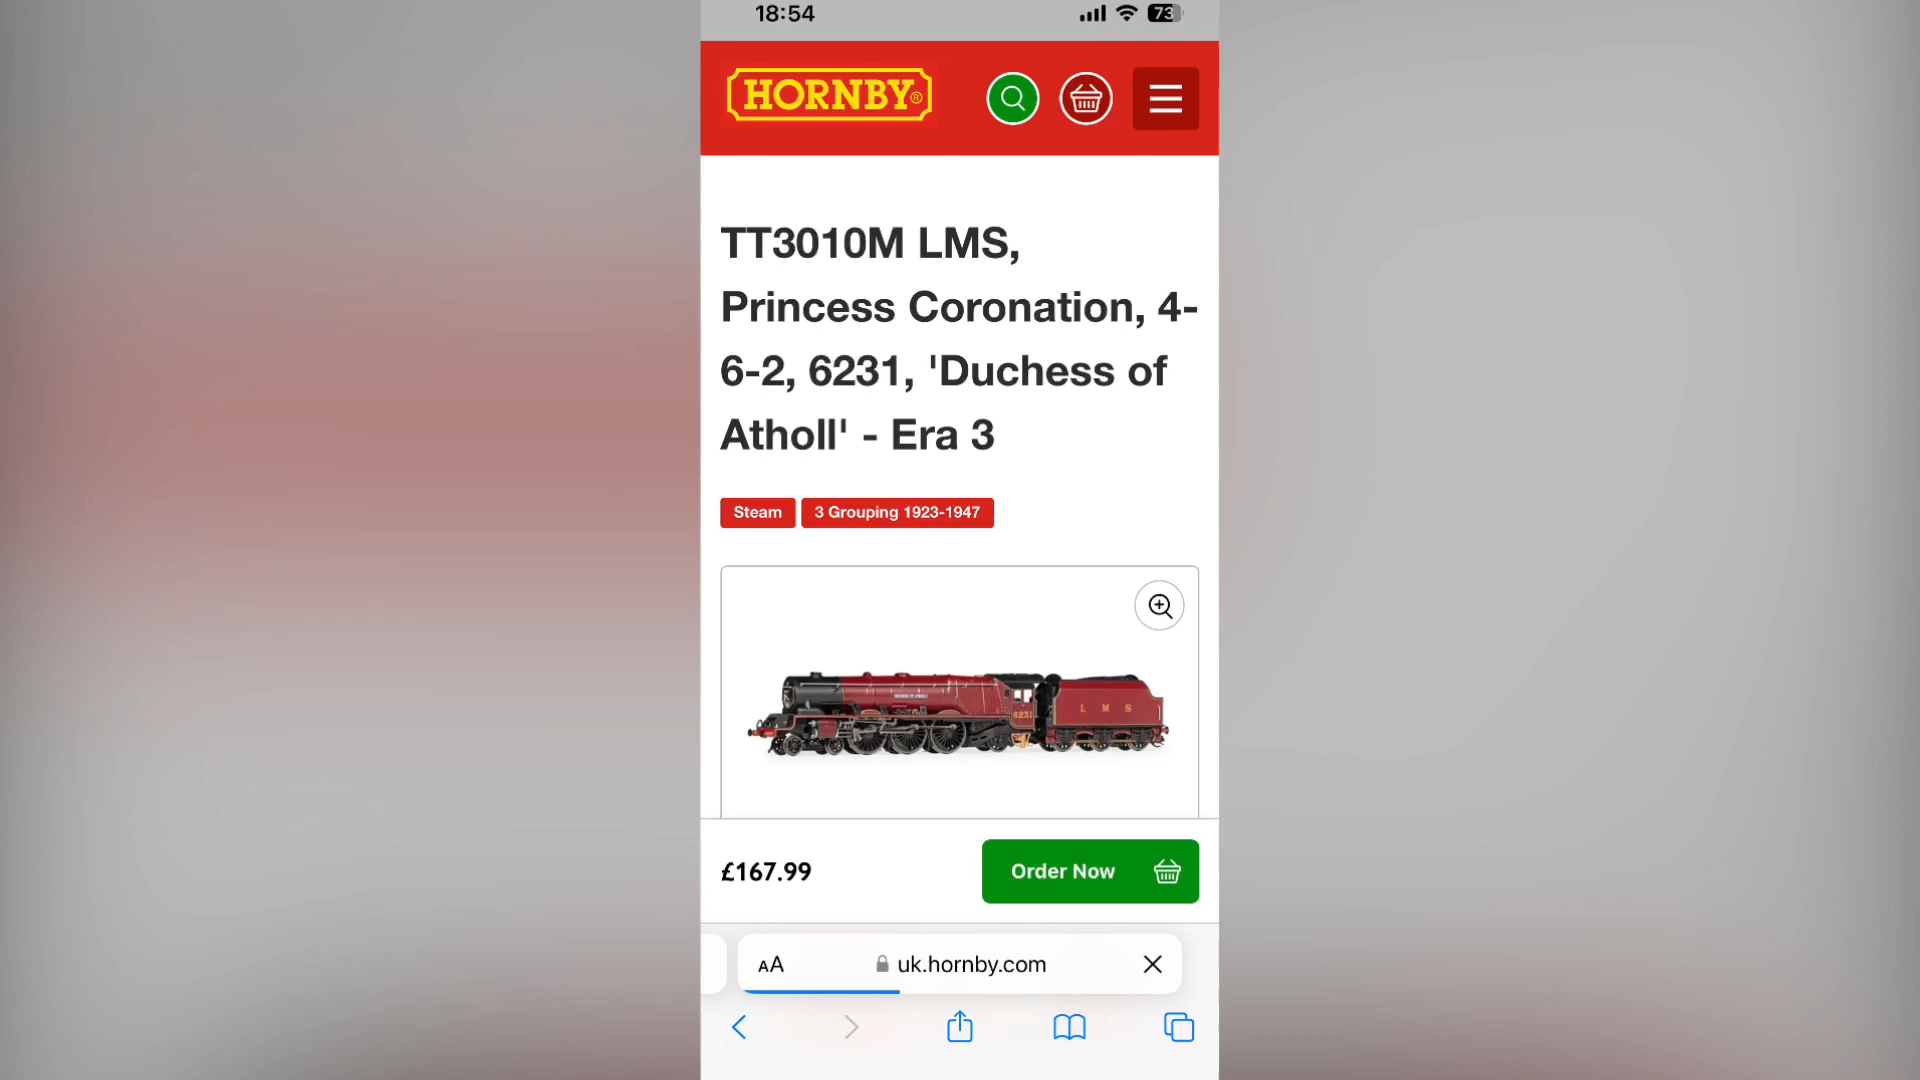 18:54
73
HORNBY®
TT3010M LMS,
Princess Coronation, 4-
6-2, 6231, 'Duchess of
Atholl' - Era 3
Steam
3 Grouping 1923-1947
6231
L M S
£167.99
Order Now
AA
uk.hornby.com